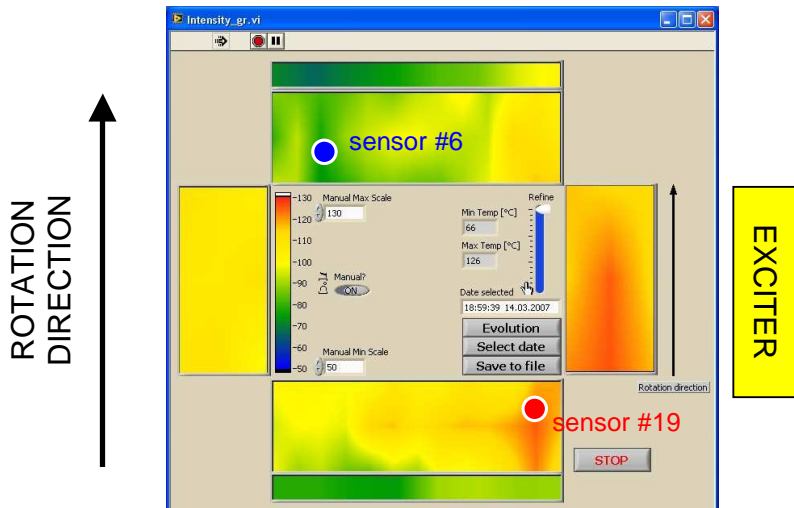 Intensity_gr.vi
sensor #6
ROTATION
DIRECTION
130
120
110
100
90
80
70
60
50
Manual Max Scale
130
Manual?
ON
Manual Min Scale
50
Refine
Min Temp [°C]
66
Max Temp [°C]
126
Date selected
18:59:39 14.03.2007
Evolution
Select date
Save to file
EXCITER
Rotation direction
sensor #19
STOP